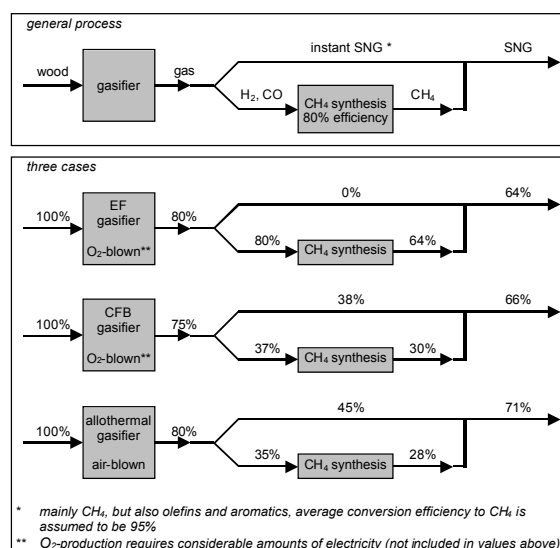 general process
instant SNG *
SNG
wood
gas
gasifier
H₂, CO
CH₄ synthesis
80% efficiency
CH₄
three cases
0%
64%
EF
gasifier
O₂-blown**
100%
80%
80%
CH₄ synthesis
64%
38%
66%
CFB
gasifier
O₂-blown**
100%
75%
37%
CH₄ synthesis
30%
45%
71%
allothermal
gasifier
air-blown
100%
80%
35%
CH₄ synthesis
28%
* mainly CH₄, but also olefins and aromatics, average conversion efficiency to CH₄ is
assumed to be 95%
** O₂-production requires considerable amounts of electricity (not included in values above)